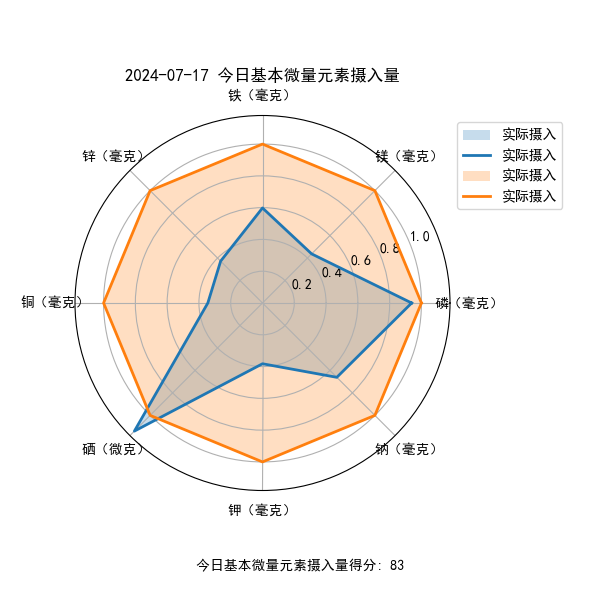 2024-07-17 今日基本微量元素摄入量
铁（毫克）
实际摄入
实际摄入
实际摄入
实际摄入
锌（毫克）
镁（毫克）
1.0
0.8
0.6
0.4
0.2
铜（毫克）
磷（毫克）
硒（微克）
钠（毫克）
钾（毫克）
今日基本微量元素摄入量得分: 83